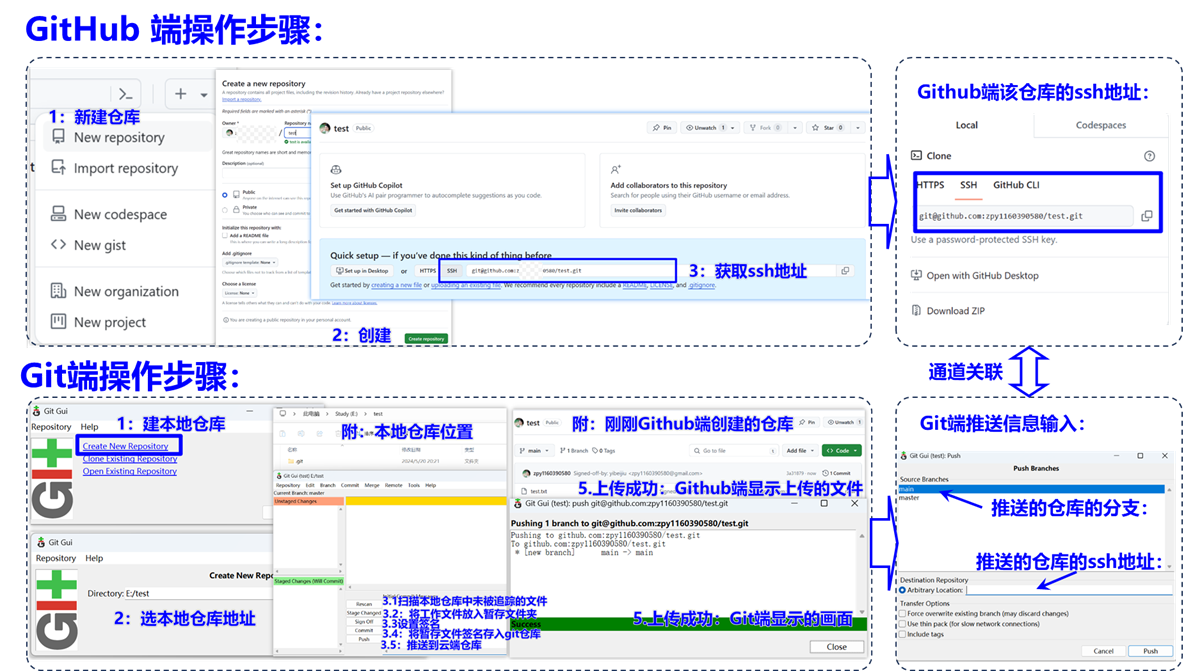 GitHub 端操作步骤：
1：新建仓库
New repository
Import repository
New codespace
New gist
New organization
New project
Create a new repository
A repository contains all project files, including the revision history. Already have a project repository elsewhere?
Import a repository.
Required fields are marked with an asterisk
Owner *
/
test
Great repository names are short and memor
Description (optional)
Public
Private
You choose who can see and commit to
Initialize this repository with:
Add a README file
Add .gitignore
.gitignore template: None
Choose a license
License: None
You are creating a public repository in your personal account.
2：创建
Create repository
test Public
Pin
Unwatch 1
Fork 0
Star 0
Set up GitHub Copilot
Use GitHub's AI pair programmer to autocomplete suggestions as you code.
Get started with GitHub Copilot
Add collaborators to this repository
Search for people using their GitHub username or email address.
Invite collaborators
Quick setup — if you've done this kind of thing before
Set up in Desktop or HTTPS SSH git@github.com:z 0580/test.git
3：获取ssh地址
Get started by creating a new file or uploading an existing file. We recommend every repository include a README, LICENSE, and .gitignore.
Github端该仓库的ssh地址：
Local Codespaces
Clone
HTTPS SSH GitHub CLI
git@github.com:zpy1160390580/test.git
Use a password-protected SSH key.
Open with GitHub Desktop
Download ZIP
通道关联
Git端操作步骤：
Git Gui
1：建本地仓库
Repository Help
Create New Repository
Clone Existing Repository
Open Existing Repository
Git Gui
Repository Help
Create New Repo
Directory: E:/test
2：选本地仓库地址
此电脑 > Study (E:) > test
附：本地仓库位置
名称 修改日期 类型
.git 2024/5/20 20:21 文件夹
Git Gui (test) E:/test
Repository Edit Branch Commit Merge Remote Tools Help
Current Branch: master
Unstaged Changes
Staged Changes (Will Commit)
Rescan
Stage Changed
Sign Off
Commit
Push
3.1扫描本地仓库中未被追踪的文件
3.2：将工作文件放入暂存文件夹
3.3设置签名
3.4：将暂存文件签名存入git仓库
3.5：推送到云端仓库
test Public
附：刚刚Github端创建的仓库
Pin
Unwatch 1
main
1 Branch
0 Tags
Go to file
Add file
Code
zpy1160390580 Signed-off-by: yibeijiu <zpy1160390580@gmail.com>
1 Commit
test.txt
5.上传成功：Github端显示上传的文件
Git Gui (test): push git@github.com:zpy1160390580/test.git
Pushing 1 branch to git@github.com:zpy1160390580/test.git
Pushing to github.com:zpy1160390580/test.git
To github.com:zpy1160390580/test.git
* [new branch] main -> main
Success
5.上传成功：Git端显示的画面
Close
Git端推送信息输入：
Git Gui (test): Push
Push Branches
Source Branches
main
master
推送的仓库的分支：
推送的仓库的ssh地址：
Destination Repository
Arbitrary Location:
Transfer Options
Force overwrite existing branch (may discard changes)
Use thin pack (for slow network connections)
Include tags
Cancel
Push